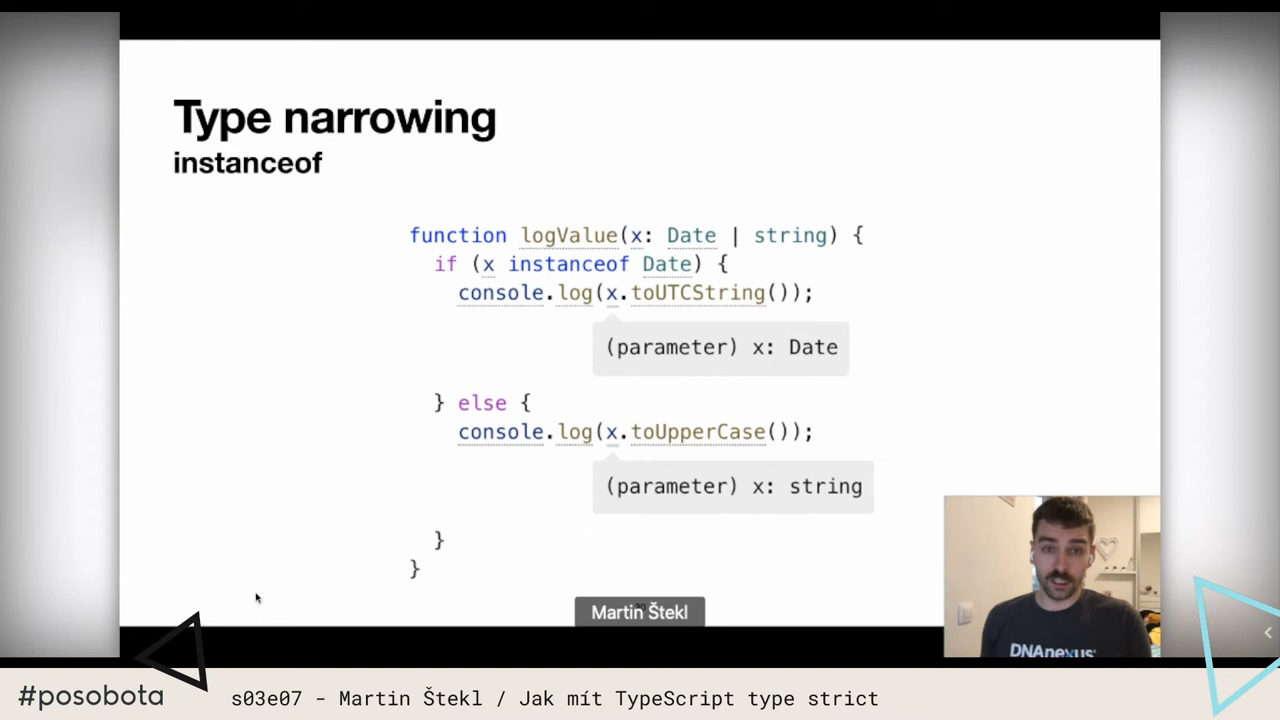 Type narrowing
instanceof
function logValue(x: Date | string) {
if (x instanceof Date) {
console.log(x.toUTCString());
(parameter) x: Date
} else {
console.log(x.toUpperCase());
(parameter) x: string
}
}
Martin Štekl
DNAnexus
#posobota
s03e07 - Martin Štekl / Jak mít TypeScript type strict